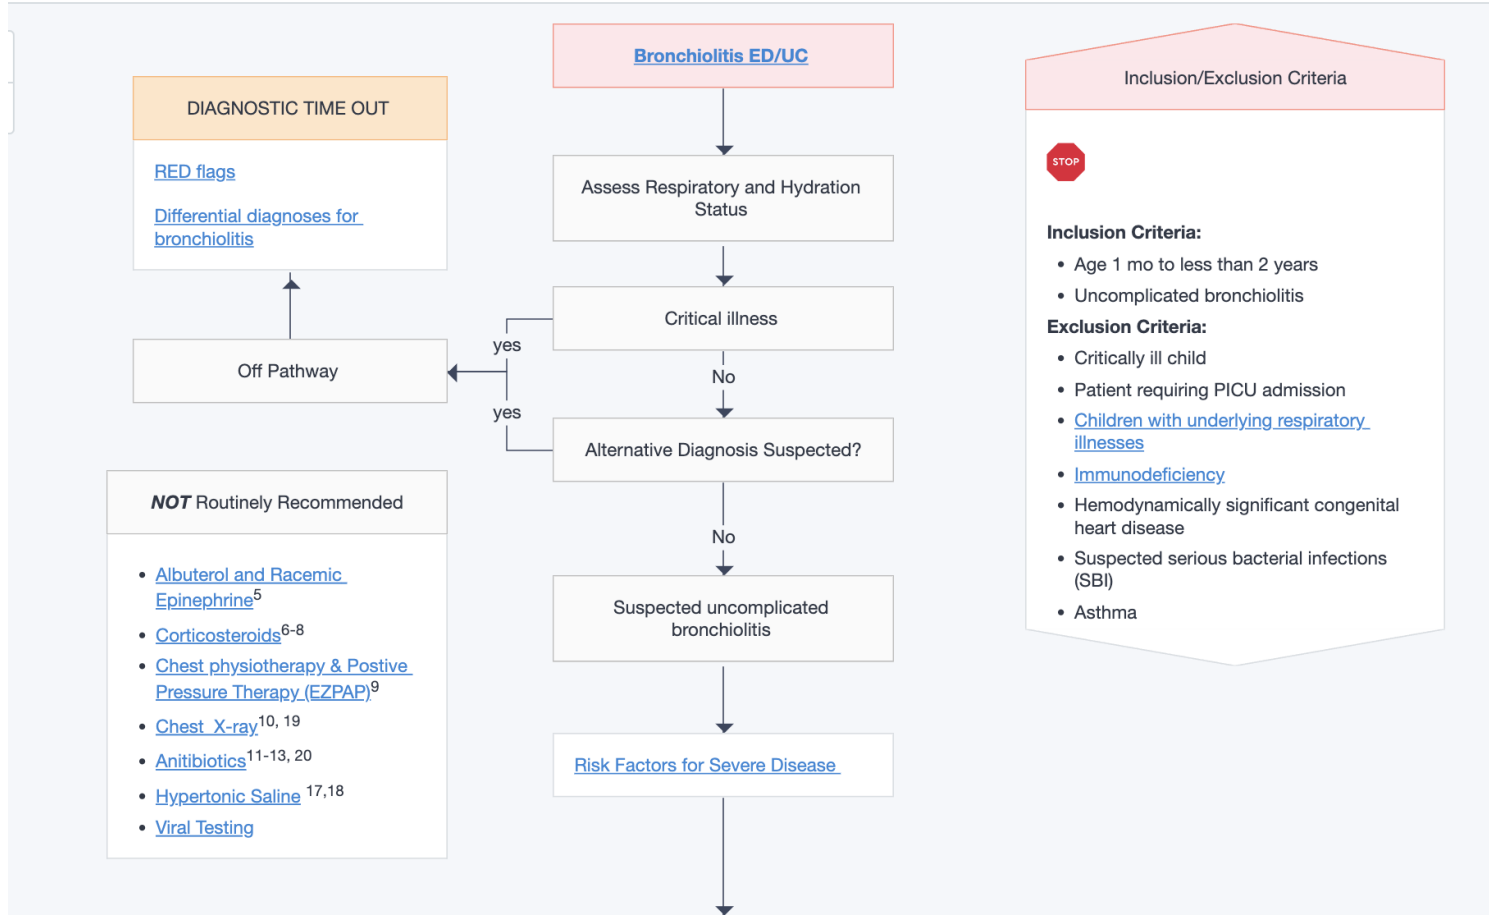 Bronchiolitis ED/UC
DIAGNOSTIC TIME OUT
RED flags
Differential diagnoses for
bronchiolitis
Assess Respiratory and Hydration
Status
Critical illness
yes
No
yes
Off Pathway
Alternative Diagnosis Suspected?
No
Suspected uncomplicated
bronchiolitis
Risk Factors for Severe Disease
NOT Routinely Recommended
• Albuterol and Racemic
Epinephrine5
• Corticosteroids6-8
• Chest physiotherapy & Postive
Pressure Therapy (EZPAP)9
• Chest X-ray10, 19
• Anitibiotics11-13, 20
• Hypertonic Saline 17,18
• Viral Testing
Inclusion/Exclusion Criteria
STOP
Inclusion Criteria:
• Age 1 mo to less than 2 years
• Uncomplicated bronchiolitis
Exclusion Criteria:
• Critically ill child
• Patient requiring PICU admission
• Children with underlying respiratory
illnesses
• Immunodeficiency
• Hemodynamically significant congenital
heart disease
• Suspected serious bacterial infections
(SBI)
• Asthma